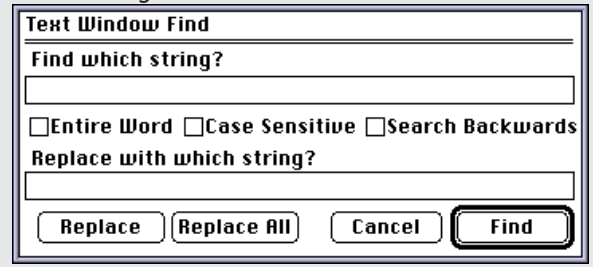 Text Window Find
Find which string?
Entire Word Case Sensitive Search Backwards
Replace with which string?
Replace Replace All Cancel Find